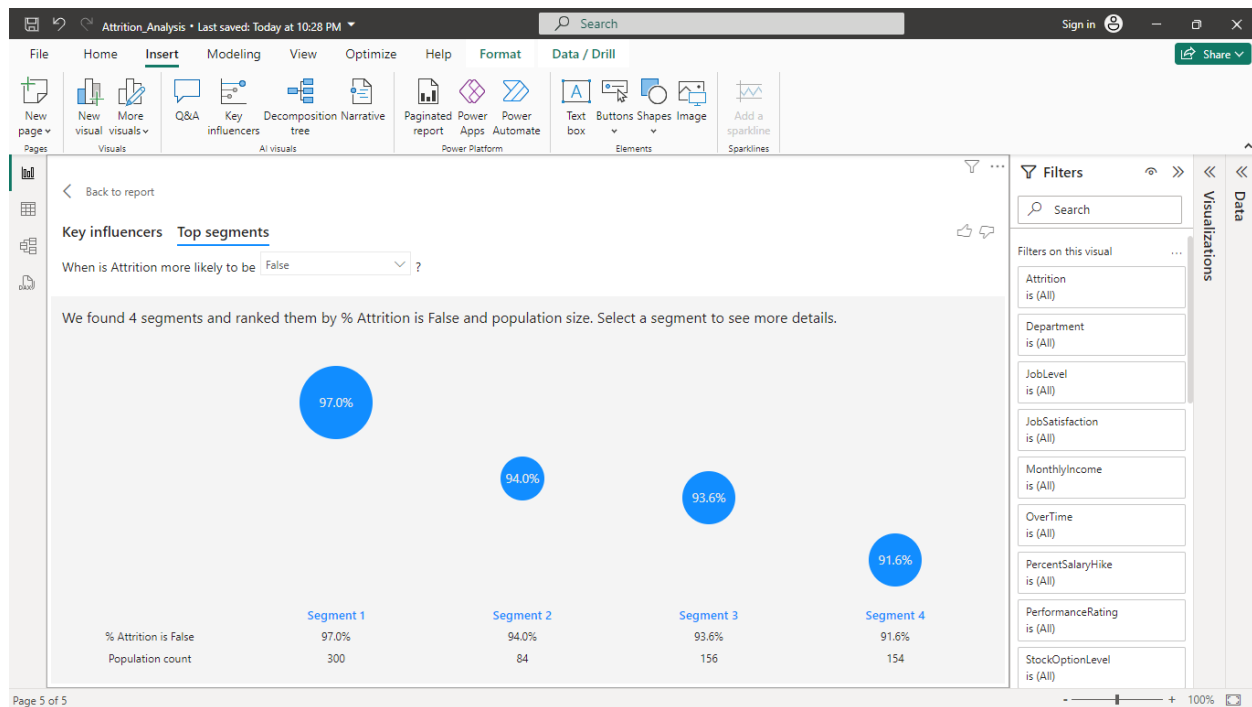 Attrition_Analysis • Last saved: Today at 10:28 PM
Search
Sign in
File Home Insert Modeling View Optimize Help Format Data / Drill
Share
New page
New visual
More visuals
Q&A
Key influencers
Decomposition tree
Narrative
Paginated report
Power Apps
Power Automate
Text box
Buttons
Shapes
Image
Add a sparkline
Pages
Visuals
AI visuals
Power Platform
Elements
Sparklines
DAX
Back to report
Key influencers Top segments
When is Attrition more likely to be False ?
We found 4 segments and ranked them by % Attrition is False and population size. Select a segment to see more details.
97.0%
94.0%
93.6%
91.6%
Segment 1 Segment 2 Segment 3 Segment 4
% Attrition is False 97.0% 94.0% 93.6% 91.6%
Population count 300 84 156 154
Filters
Search
Filters on this visual
Attrition
is (All)
Department
is (All)
JobLevel
is (All)
JobSatisfaction
is (All)
MonthlyIncome
is (All)
OverTime
is (All)
PercentSalaryHike
is (All)
PerformanceRating
is (All)
StockOptionLevel
is (All)
Visualizations
Data
Page 5 of 5
- + 100%